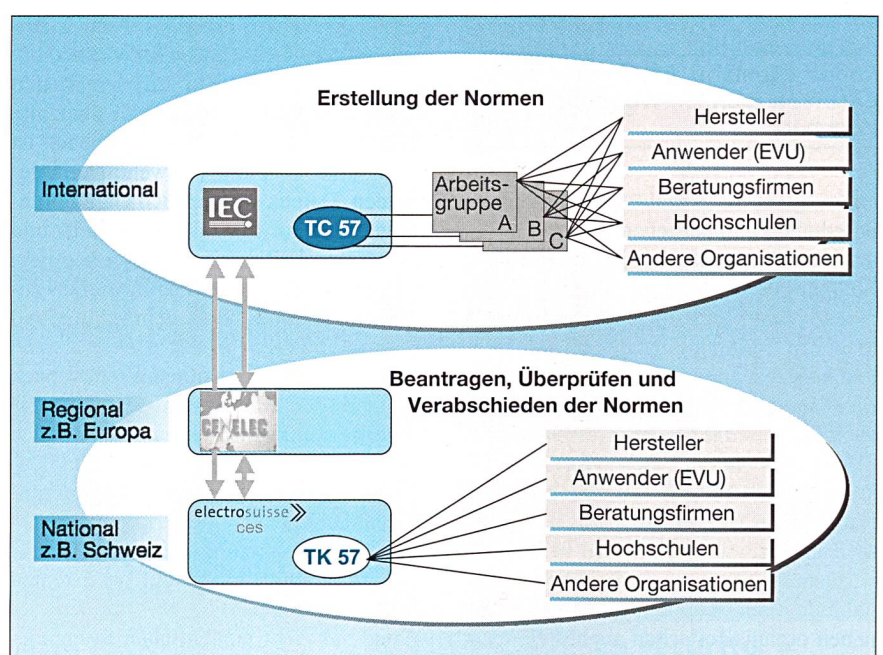 Erstellung der Normen
International
IEC
TC 57
Arbeits-
gruppe
A
B
C
Hersteller
Anwender (EVU)
Beratungsfirmen
Hochschulen
Andere Organisationen
Beantragen, Überprüfen und
Verabschieden der Normen
Regional
z.B. Europa
CENELEC
National
z.B. Schweiz
electrosuisse
ces
TK 57
Hersteller
Anwender (EVU)
Beratungsfirmen
Hochschulen
Andere Organisationen